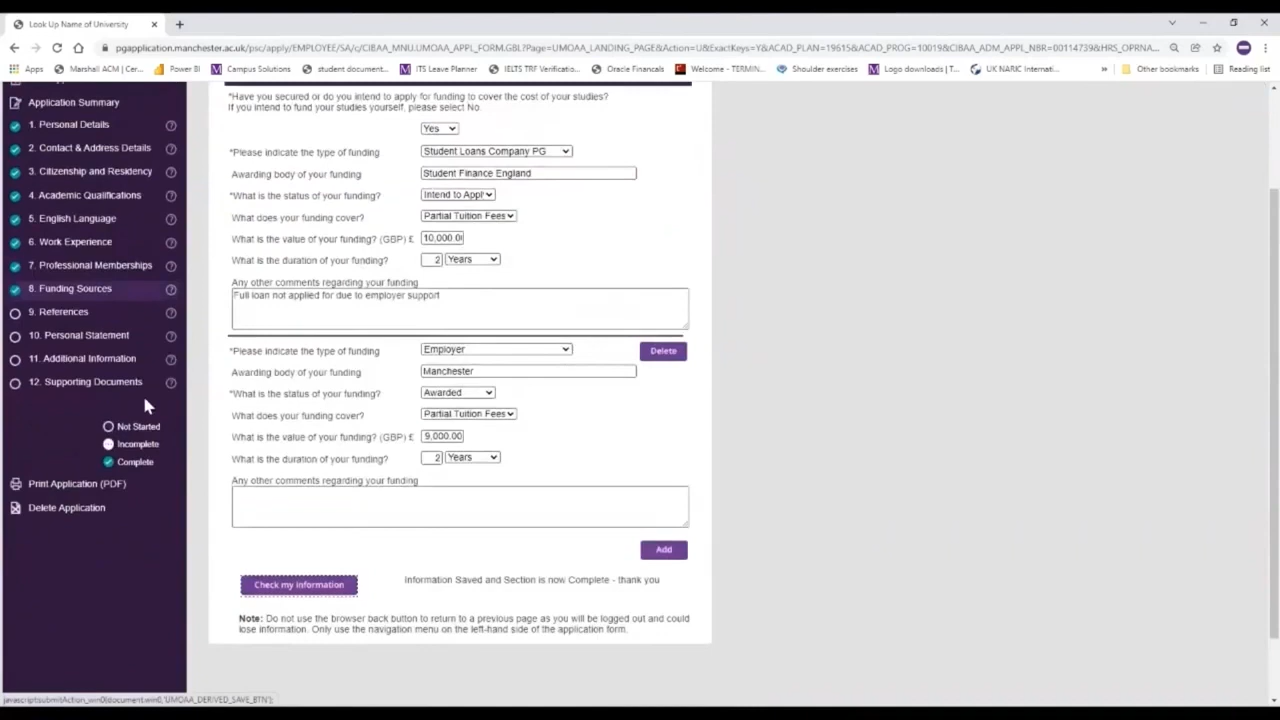 Look Up Name of University
pgapplication.manchester.ac.uk/psc/apply/EMPLOYEE/SA/c/CIBAA_MNU.UMOAA_APPL_FORM.GBL?Page=UMOAA_LANDING_PAGE&Action=U&ExactKeys=Y&ACAD_PLAN=19615&ACAD_PROG=10019&CIBAA_ADM_APPL_NBR=00114739&HRS_OPRNA...
Apps Marshall ACM | Cer... Power BI Campus Solutions student document... ITS Leave Planner IELTS TRF Verificatio... Oracle Financals Welcome - TERMIN... Shoulder exercises Logo downloads | T... UK NARIC Internati... » Other bookmarks Reading list
Application Summary
1. Personal Details
2. Contact & Address Details
3. Citizenship and Residency
4. Academic Qualifications
5. English Language
6. Work Experience
7. Professional Memberships
8. Funding Sources
9. References
10. Personal Statement
11. Additional Information
12. Supporting Documents
Not Started
Incomplete
Complete
Print Application (PDF)
Delete Application
*Have you secured or do you intend to apply for funding to cover the cost of your studies?
If you intend to fund your studies yourself, please select No.
Yes
*Please indicate the type of funding Student Loans Company PG
Awarding body of your funding Student Finance England
*What is the status of your funding? Intend to Apply
What does your funding cover? Partial Tuition Fees
What is the value of your funding? (GBP) £ 10,000.0
What is the duration of your funding? 2 Years
Any other comments regarding your funding
Full loan not applied for due to employer support
*Please indicate the type of funding Employer Delete
Awarding body of your funding Manchester
*What is the status of your funding? Awarded
What does your funding cover? Partial Tuition Fees
What is the value of your funding? (GBP) £ 9,000.00
What is the duration of your funding? 2 Years
Any other comments regarding your funding
Add
Check my information Information Saved and Section is now Complete - thank you
Note: Do not use the browser back button to return to a previous page as you will be logged out and could
lose information. Only use the navigation menu on the left-hand side of the application form.
javascript:submitAction_win0(document.win0,'UMOAA_DERIVED_SAVE_BTN');